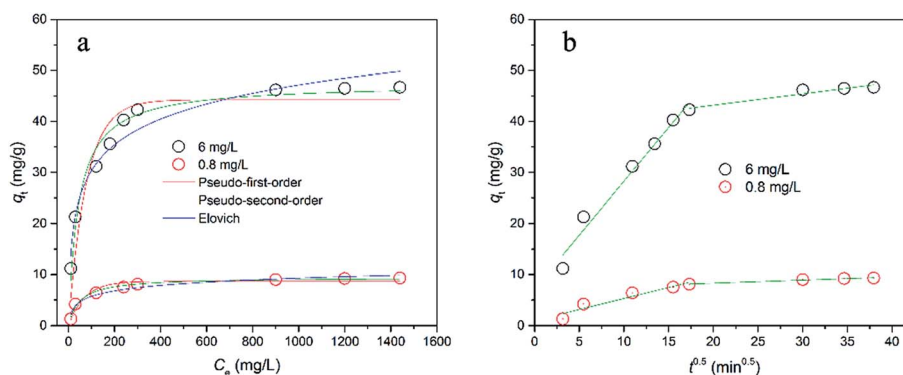 a
60
50
40
30
20
10
0
qt (mg/g)
6 mg/L
0.8 mg/L
Pseudo-first-order
Pseudo-second-order
Elovich
0 200 400 600 800 1000 1200 1400 1600
Ce (mg/L)
b
60
50
40
30
20
10
0
qt (mg/g)
6 mg/L
0.8 mg/L
0 5 10 15 20 25 30 35 40
t^0.5 (min^0.5)